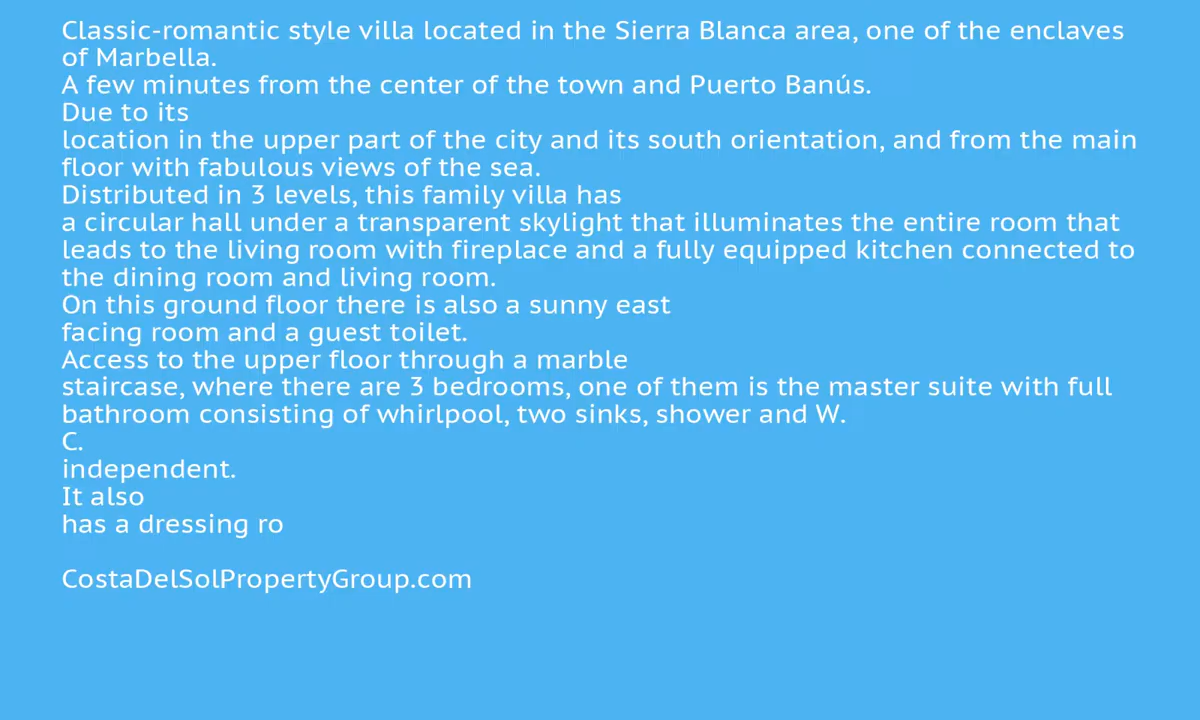 Classic-romantic style villa located in the Sierra Blanca area, one of the enclaves
of Marbella.
A few minutes from the center of the town and Puerto Banús.
Due to its
location in the upper part of the city and its south orientation, and from the main
floor with fabulous views of the sea.
Distributed in 3 levels, this family villa has
a circular hall under a transparent skylight that illuminates the entire room that
leads to the living room with fireplace and a fully equipped kitchen connected to
the dining room and living room.
On this ground floor there is also a sunny east
facing room and a guest toilet.
Access to the upper floor through a marble
staircase, where there are 3 bedrooms, one of them is the master suite with full
bathroom consisting of whirlpool, two sinks, shower and W.
C.
independent.
It also
has a dressing ro
CostaDelSolPropertyGroup.com